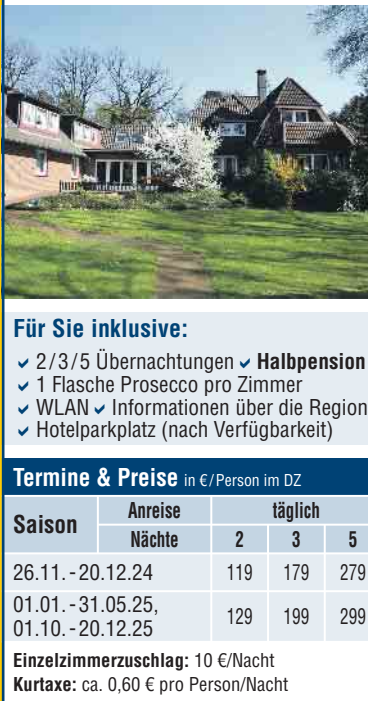 Für Sie inklusive:
✓ 2/3/5 Übernachtungen ✓ Halbpension
✓ 1 Flasche Prosecco pro Zimmer
✓ WLAN ✓ Informationen über die Region
✓ Hotelparkplatz (nach Verfügbarkeit)
Termine & Preise in €/Person im DZ
Saison Anreise täglich
Nächte 2 3 5
26.11.-20.12.24 119 179 279
01.01.-31.05.25,
01.10.-20.12.25 129 199 299
Einzelzimmerzuschlag: 10 €/Nacht
Kurtaxe: ca. 0,60 € pro Person/Nacht